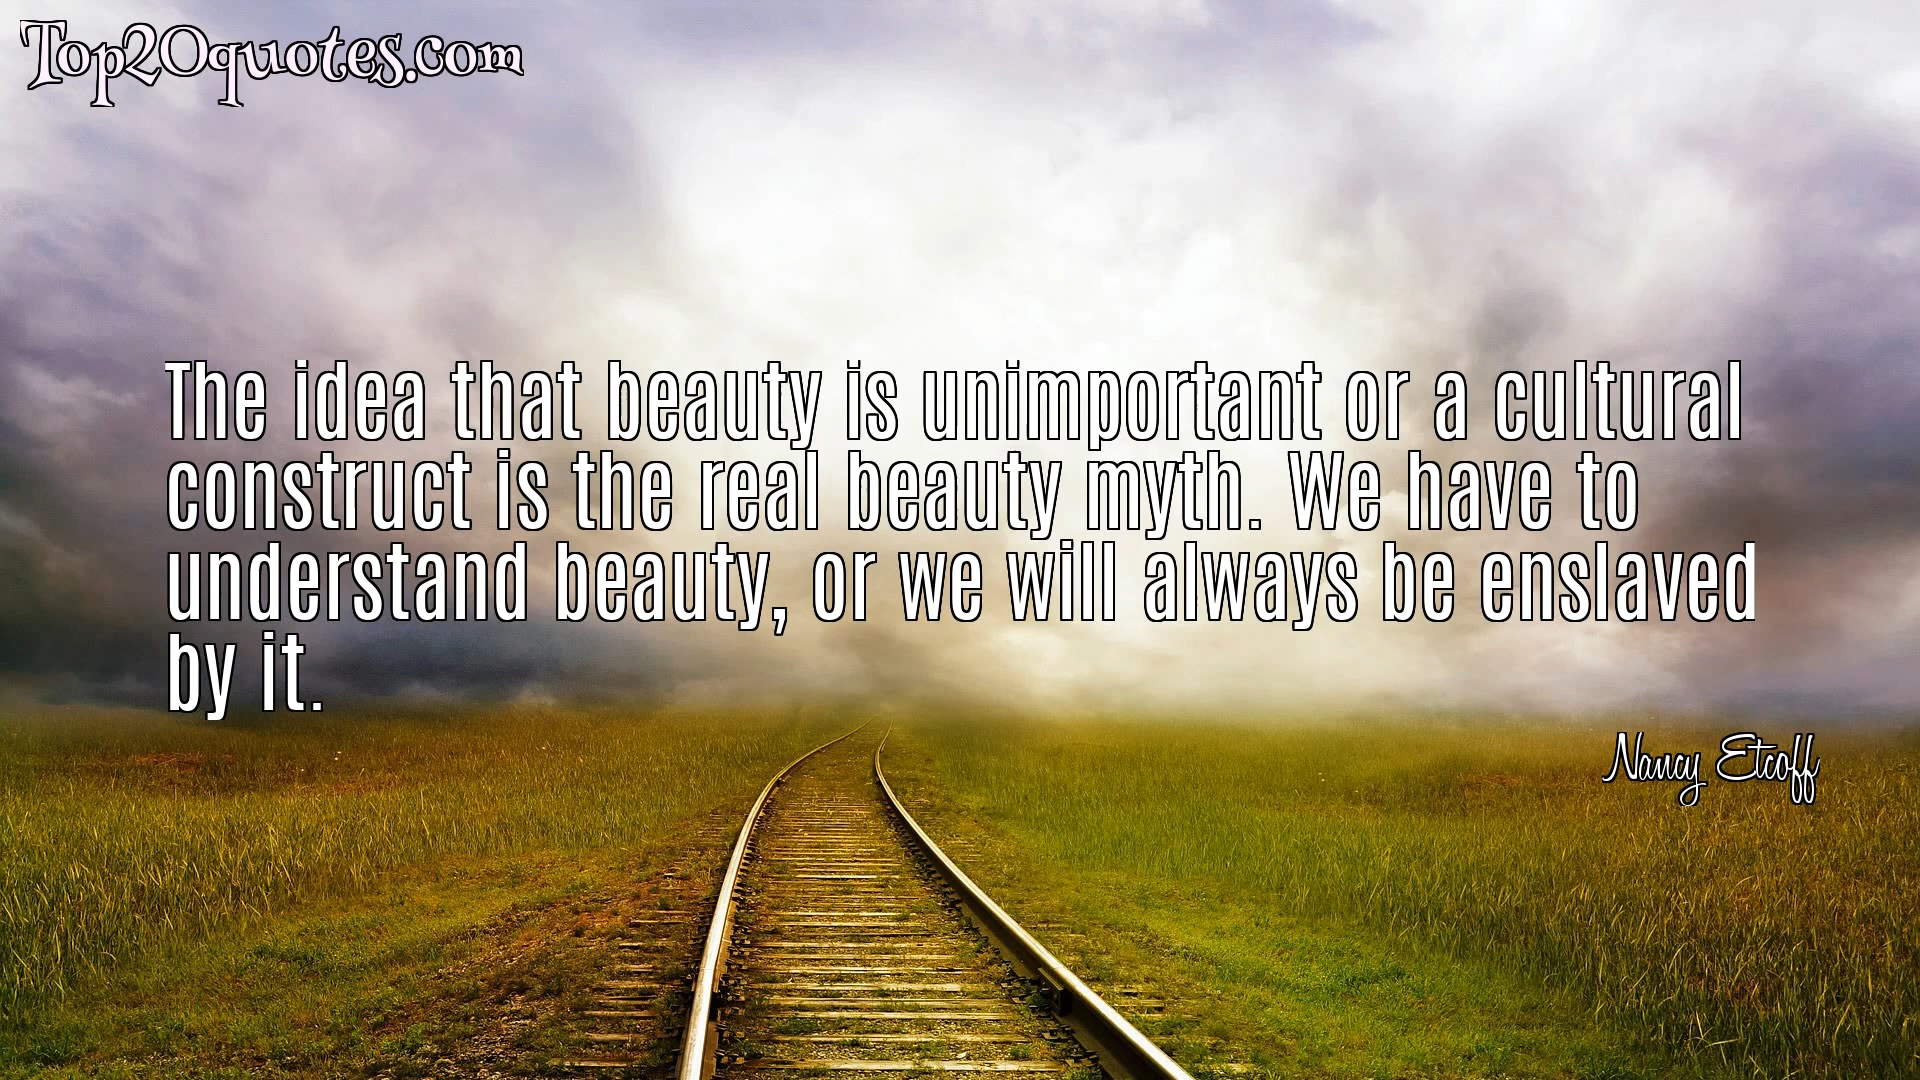 Top20quotes.com
The idea that beauty is unimportant or a cultural
construct is the real beauty myth. We have to
understand beauty, or we will always be enslaved
by it.
Nancy Etcoff